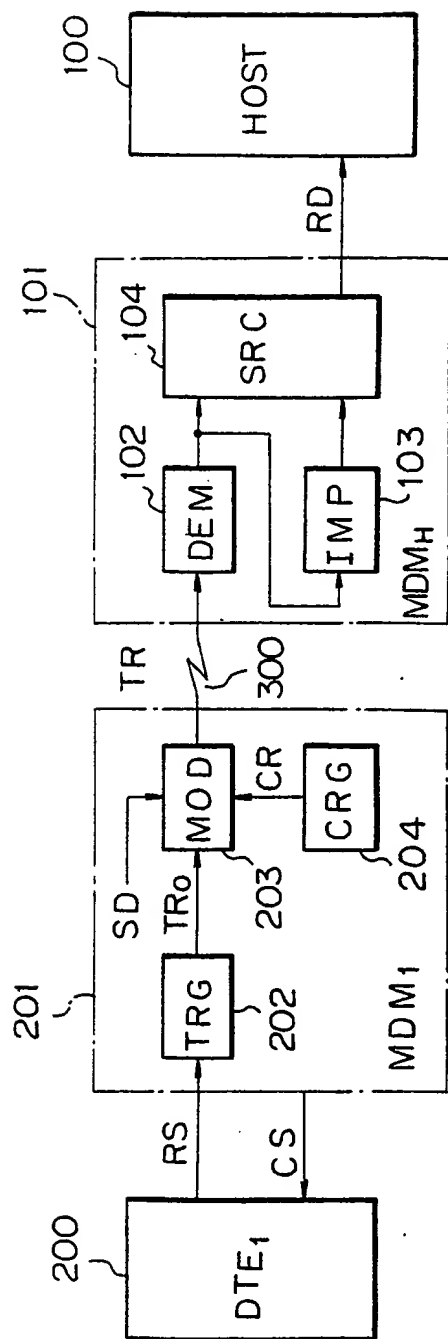 200
DTE1
RS
CS
201
TRG
202
TR0
SD
MOD
203
CR
CRG
204
MDM1
TR
300
101
DEM
102
IMP
103
SRC
104
MDMH
RD
HOST
100